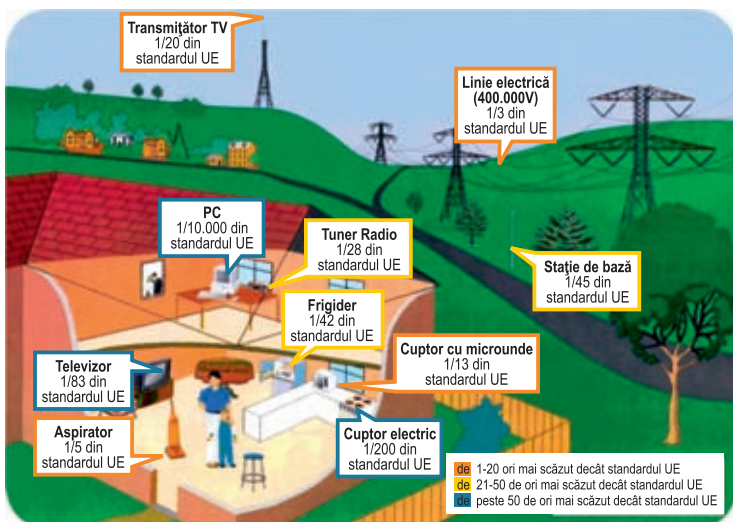 Transmiţător TV
1/20 din
standardul UE
Linie electrică
(400.000V)
1/3 din
standardul UE
PC
1/10.000 din
standardul UE
Tuner Radio
1/28 din
standardul UE
Staţie de bază
1/45 din
standardul UE
Frigider
1/42 din
standardul UE
Cuptor cu microunde
1/13 din
standardul UE
Televizor
1/83 din
standardul UE
Aspirator
1/5 din
standardul UE
Cuptor electric
1/200 din
standardul UE
de 1-20 ori mai scăzut decât standardul UE
de 21-50 de ori mai scăzut decât standardul UE
de peste 50 de ori mai scăzut decât standardul UE